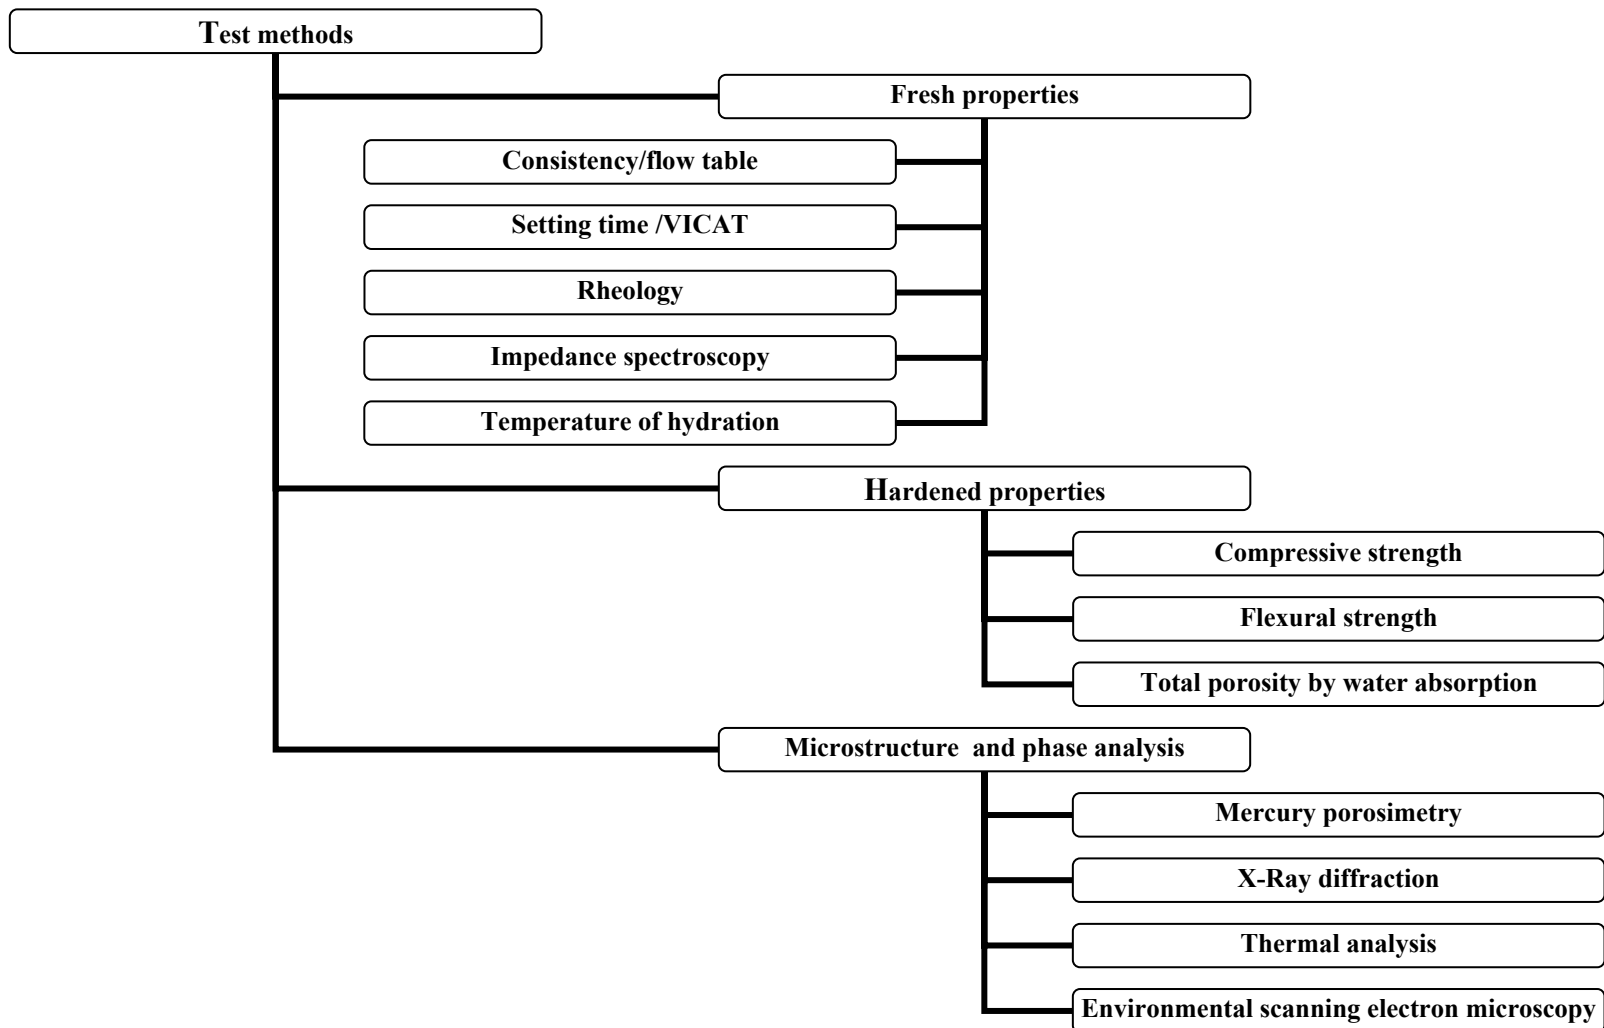 Test methods
Fresh properties
Consistency/flow table
Setting time /VICAT
Rheology
Impedance spectroscopy
Temperature of hydration
Hardened properties
Compressive strength
Flexural strength
Total porosity by water absorption
Microstructure  and phase analysis
Mercury porosimetry
X-Ray diffraction
Thermal analysis
Environmental scanning electron microscopy